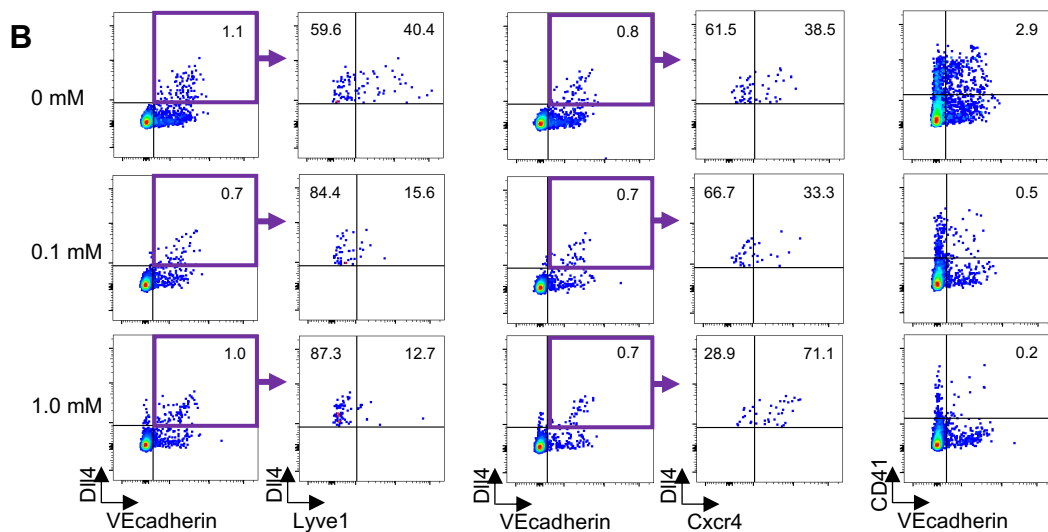 B
1.1
59.6 40.4
0.8
61.5 38.5
2.9
0 mM
0.7
84.4 15.6
0.7
66.7 33.3
0.5
0.1 mM
1.0
87.3 12.7
0.7
28.9 71.1
0.2
1.0 mM
Dll4
VEcadherin
Dll4
Lyve1
Dll4
VEcadherin
Dll4
Cxcr4
CD41
VEcadherin